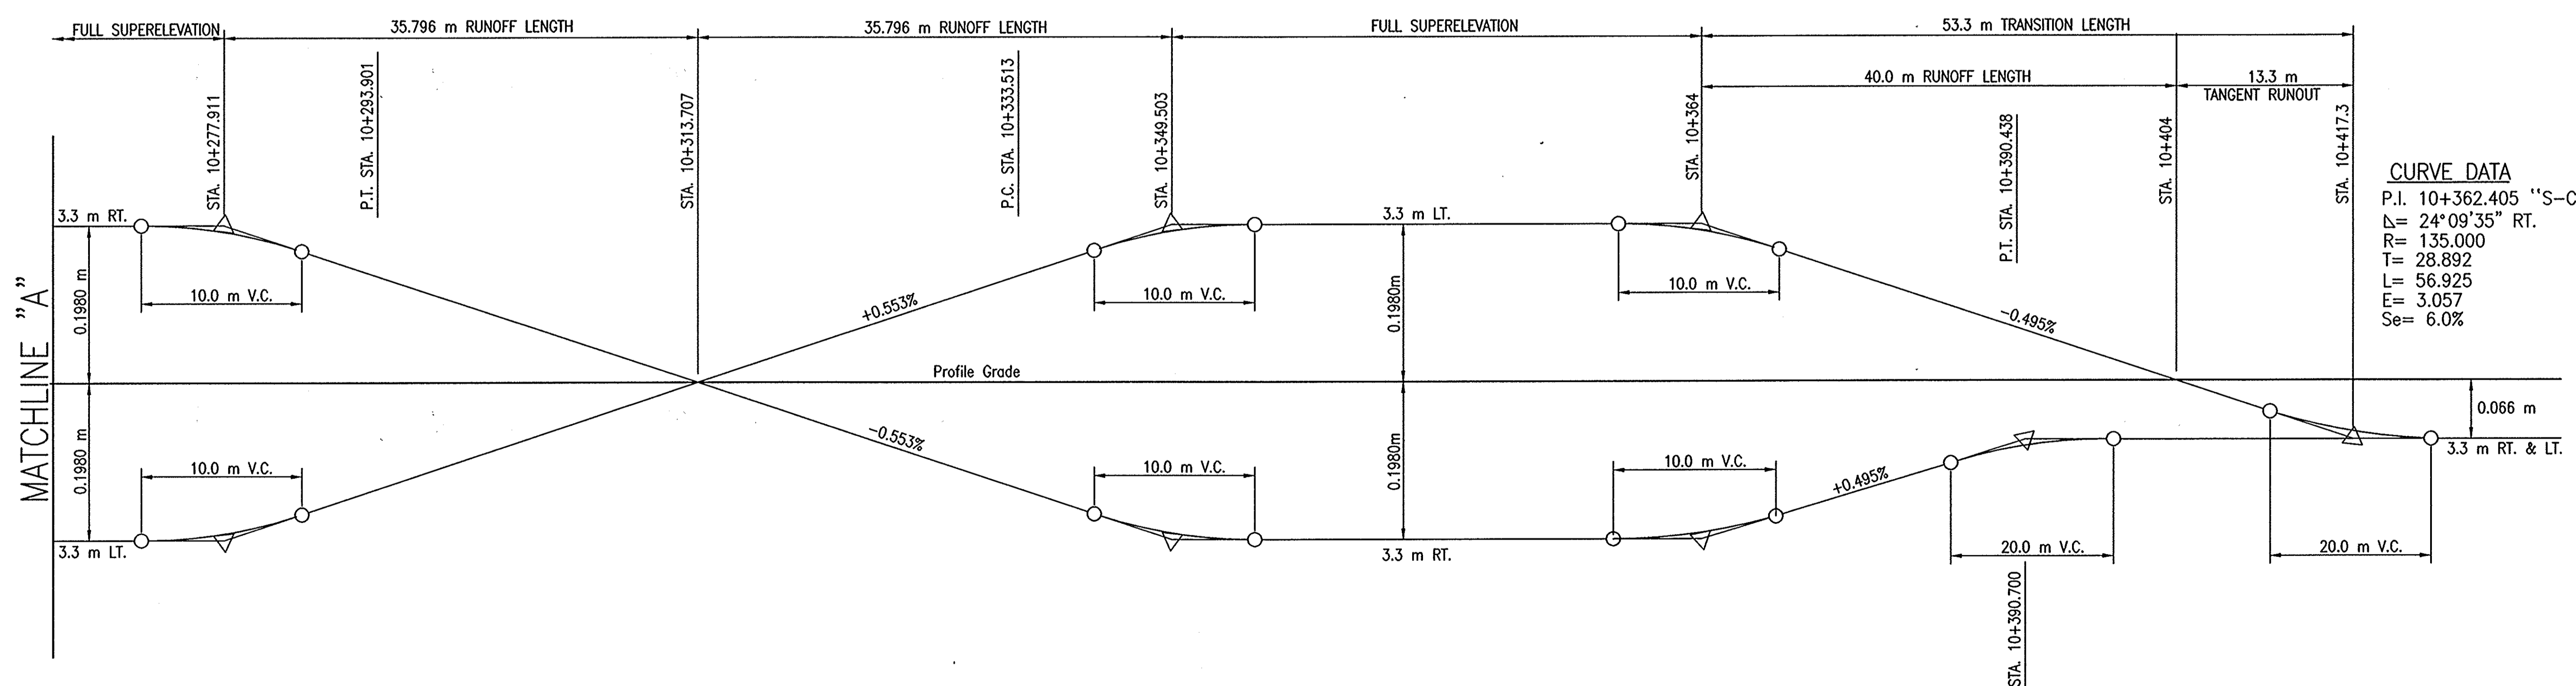 FULL SUPERELEVATION
35.796 m RUNOFF LENGTH
35.796 m RUNOFF LENGTH
FULL SUPERELEVATION
53.3 m TRANSITION LENGTH
40.0 m RUNOFF LENGTH
13.3 m
TANGENT RUNOUT
STA. 10+277.911
P.T. STA. 10+293.901
STA. 10+313.707
P.C. STA. 10+333.513
STA. 10+349.503
STA. 10+364
P.T. STA. 10+390.438
STA. 10+404
STA. 10+417.3
CURVE DATA
P.I. 10+362.405 "S-C
Δ= 24°09'35" RT.
R= 135.000
T= 28.892
L= 56.925
E= 3.057
Se= 6.0%
MATCHLINE "A"
3.3 m RT.
3.3 m LT.
0.1980 m
10.0 m V.C.
+0.553%
10.0 m V.C.
0.1980m
10.0 m V.C.
-0.495%
Profile Grade
0.066 m
0.1980 m
10.0 m V.C.
-0.553%
10.0 m V.C.
0.1980m
10.0 m V.C.
+0.495%
3.3 m RT. & LT.
3.3 m LT.
3.3 m RT.
20.0 m V.C.
20.0 m V.C.
STA. 10+390.700